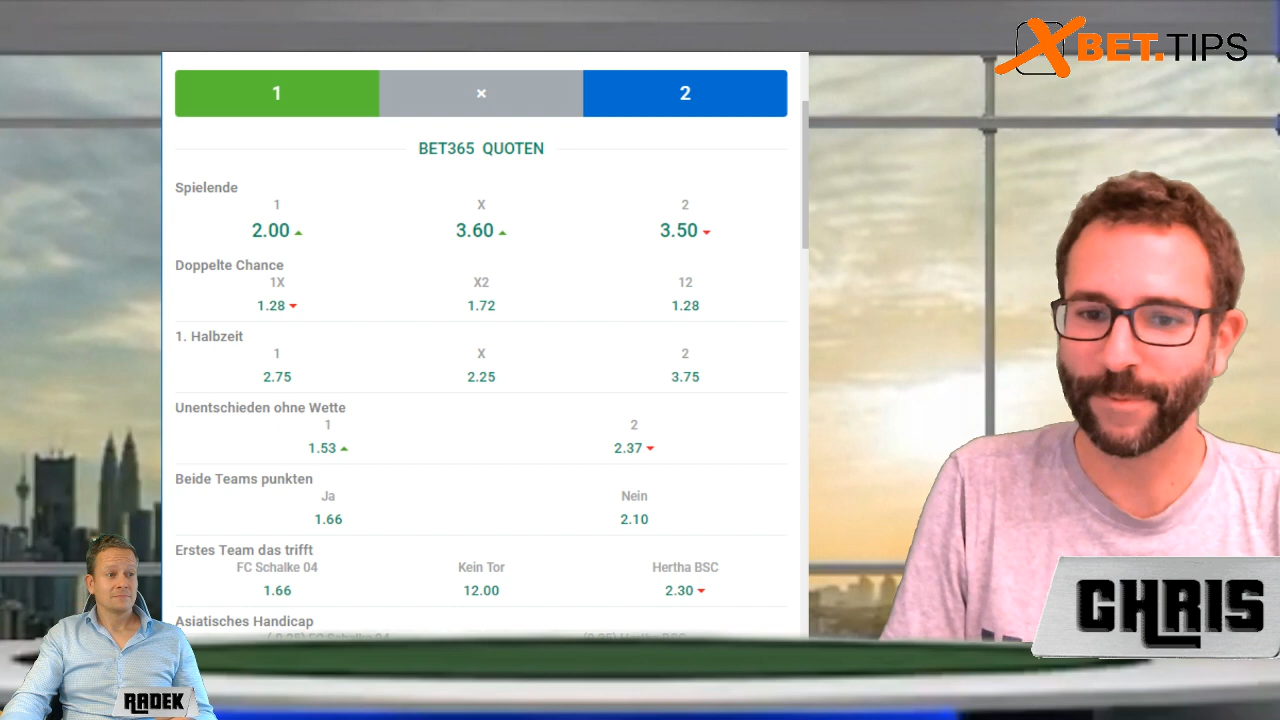 XBET.TIPS
1 × 2
BET365 QUOTEN
Spielende
1 X 2
2.00 3.60 3.50
Doppelte Chance
1X X2 12
1.28 1.72 1.28
1. Halbzeit
1 X 2
2.75 2.25 3.75
Unentschieden ohne Wette
1 2
1.53 2.37
Beide Teams punkten
Ja Nein
1.66 2.10
Erstes Team das trifft
FC Schalke 04 Kein Tor Hertha BSC
1.66 12.00 2.30
Asiatisches Handicap
CHRIS
RADEK